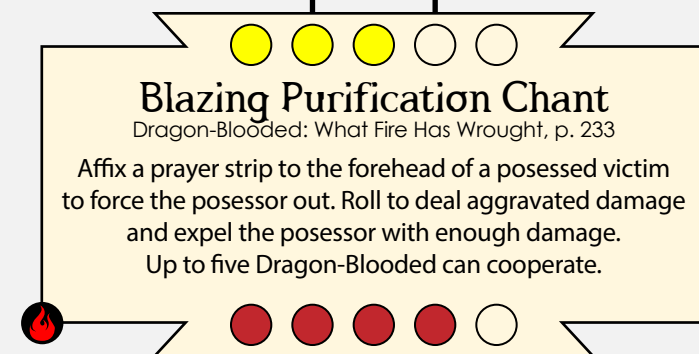 Blazing Purification Chant
Dragon-Blooded: What Fire Has Wrought, p. 233
Affix a prayer strip to the forehead of a posessed victim
to force the posessor out. Roll to deal aggravated damage
and expel the posessor with enough damage.
Up to five Dragon-Blooded can cooperate.